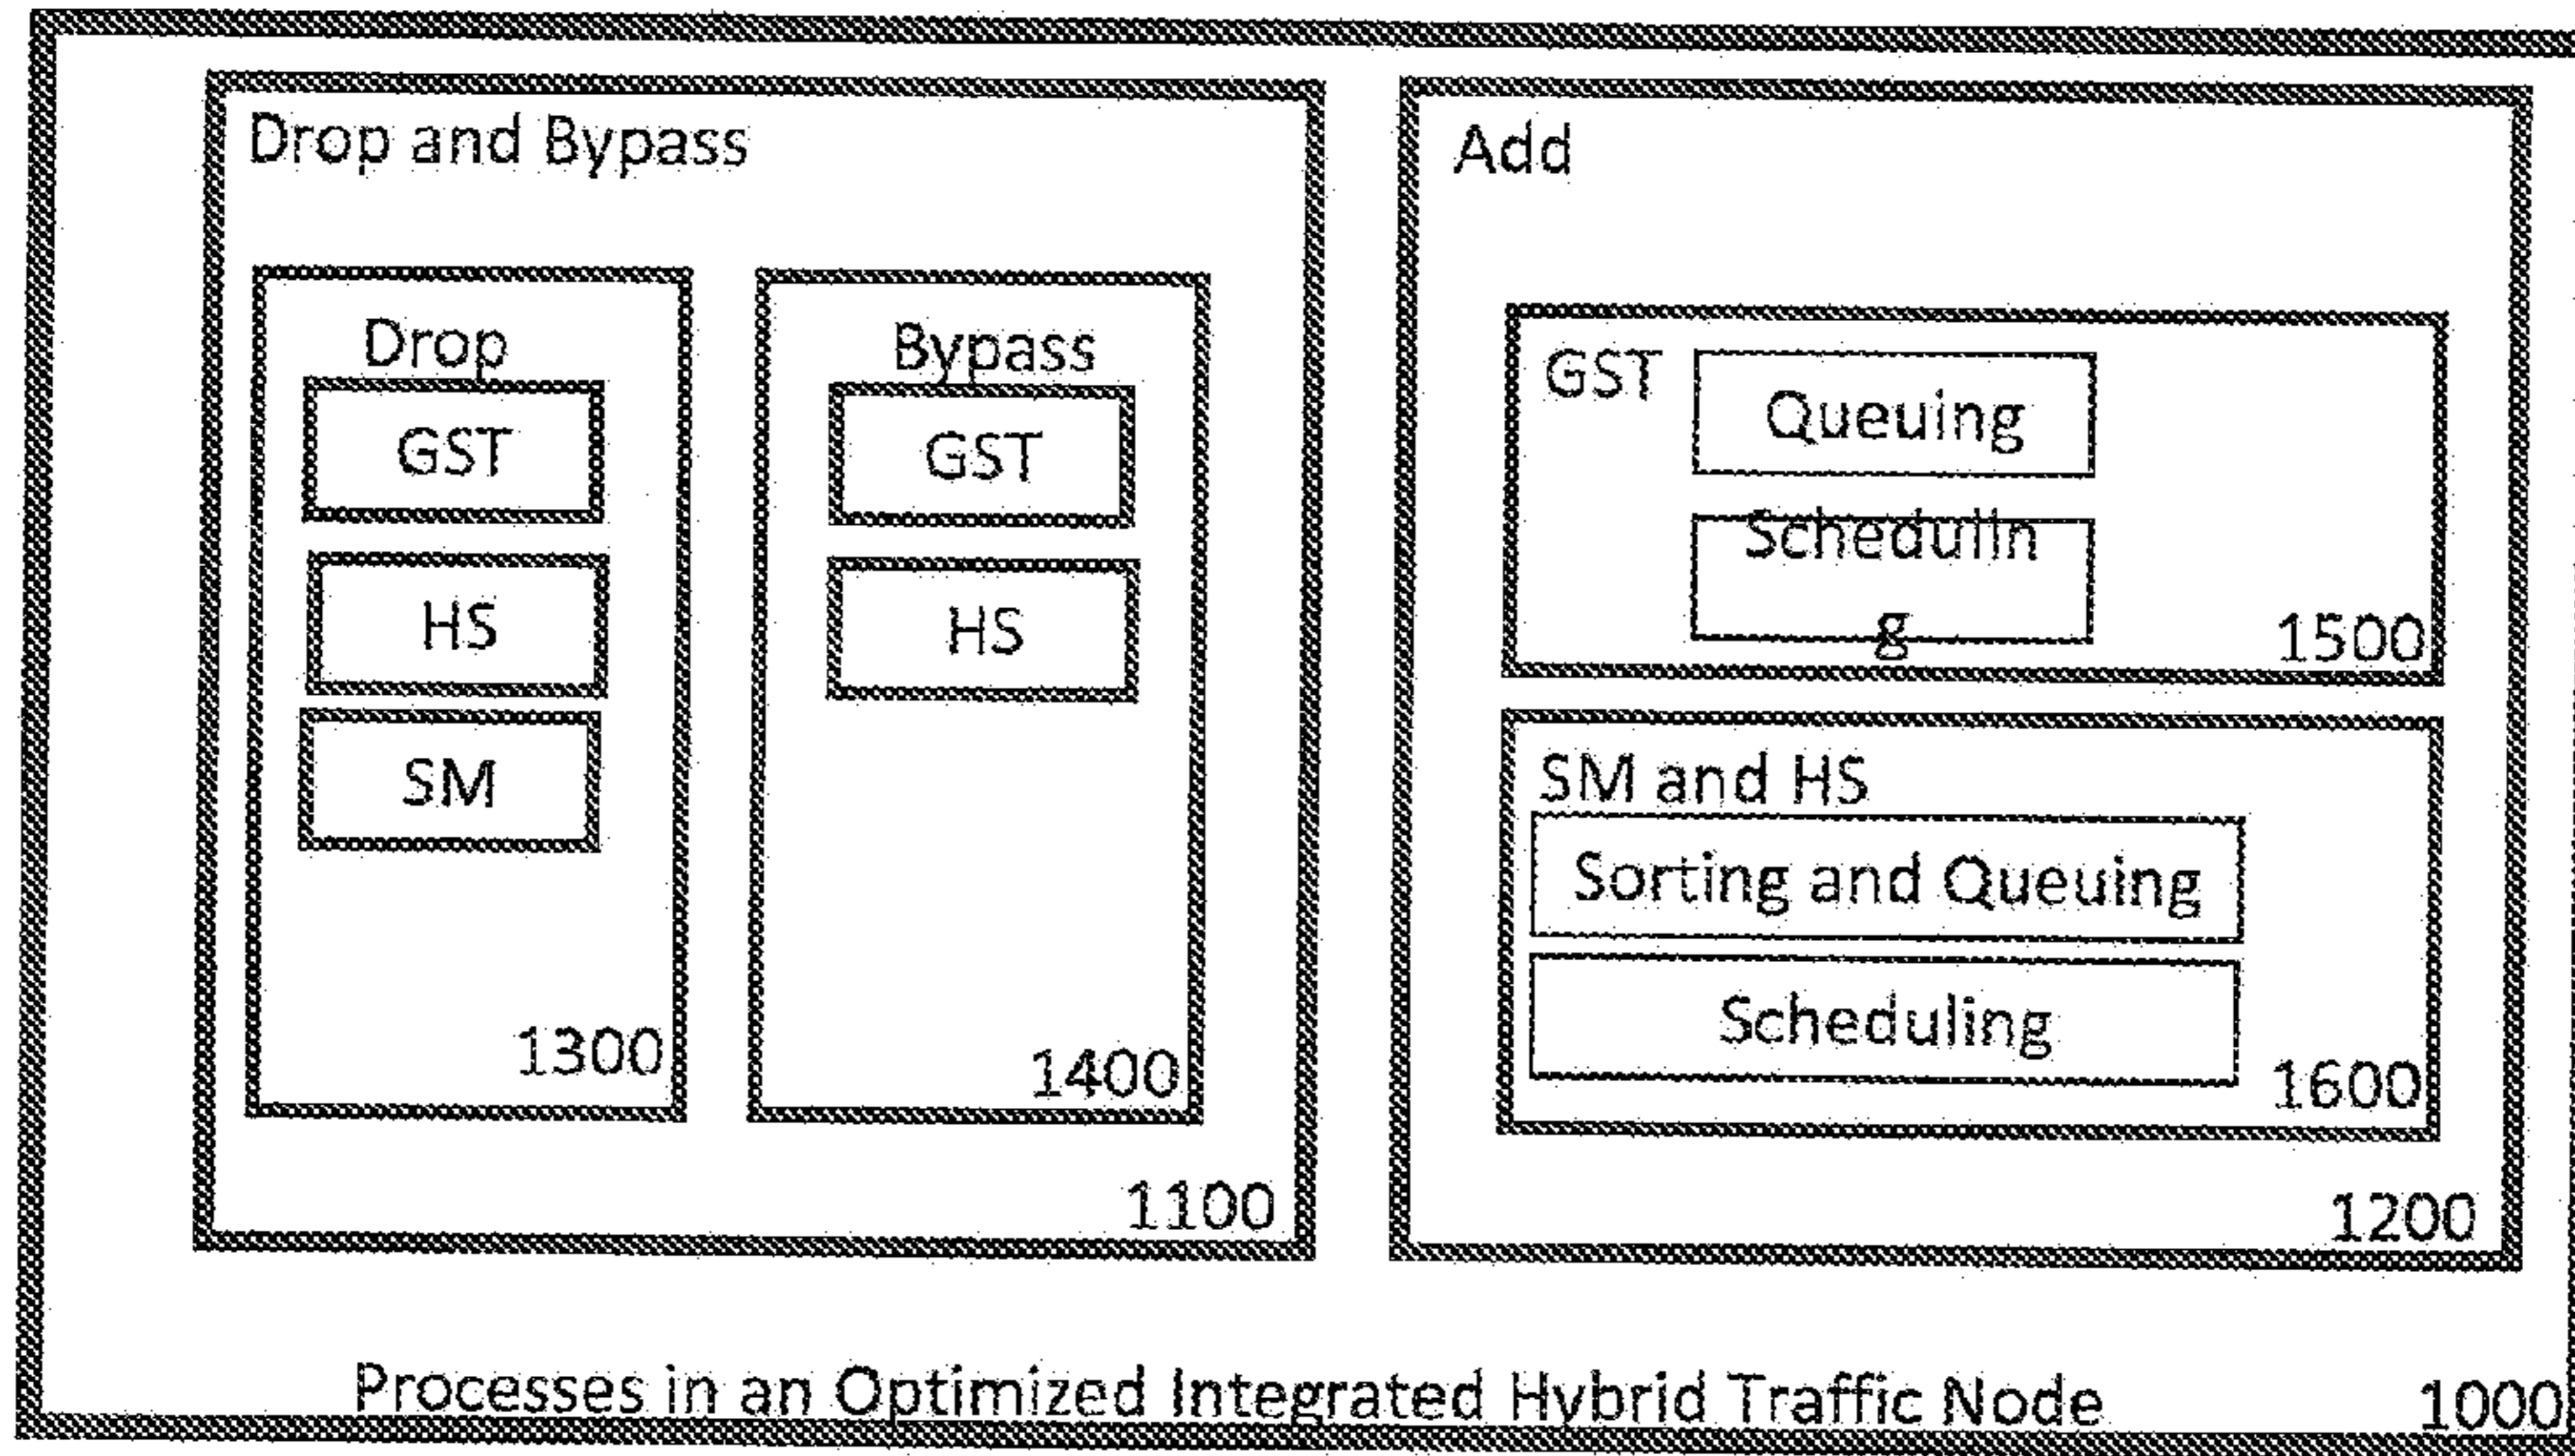 Drop and Bypass
Drop
GST
HS
SM
1300
Bypass
GST
HS
1400
1100
Add
GST
Queuing
Schedulin
g
1500
SM and HS
Sorting and Queuing
Scheduling
1600
1200
Processes in an Optimized Integrated Hybrid Traffic Node
1000